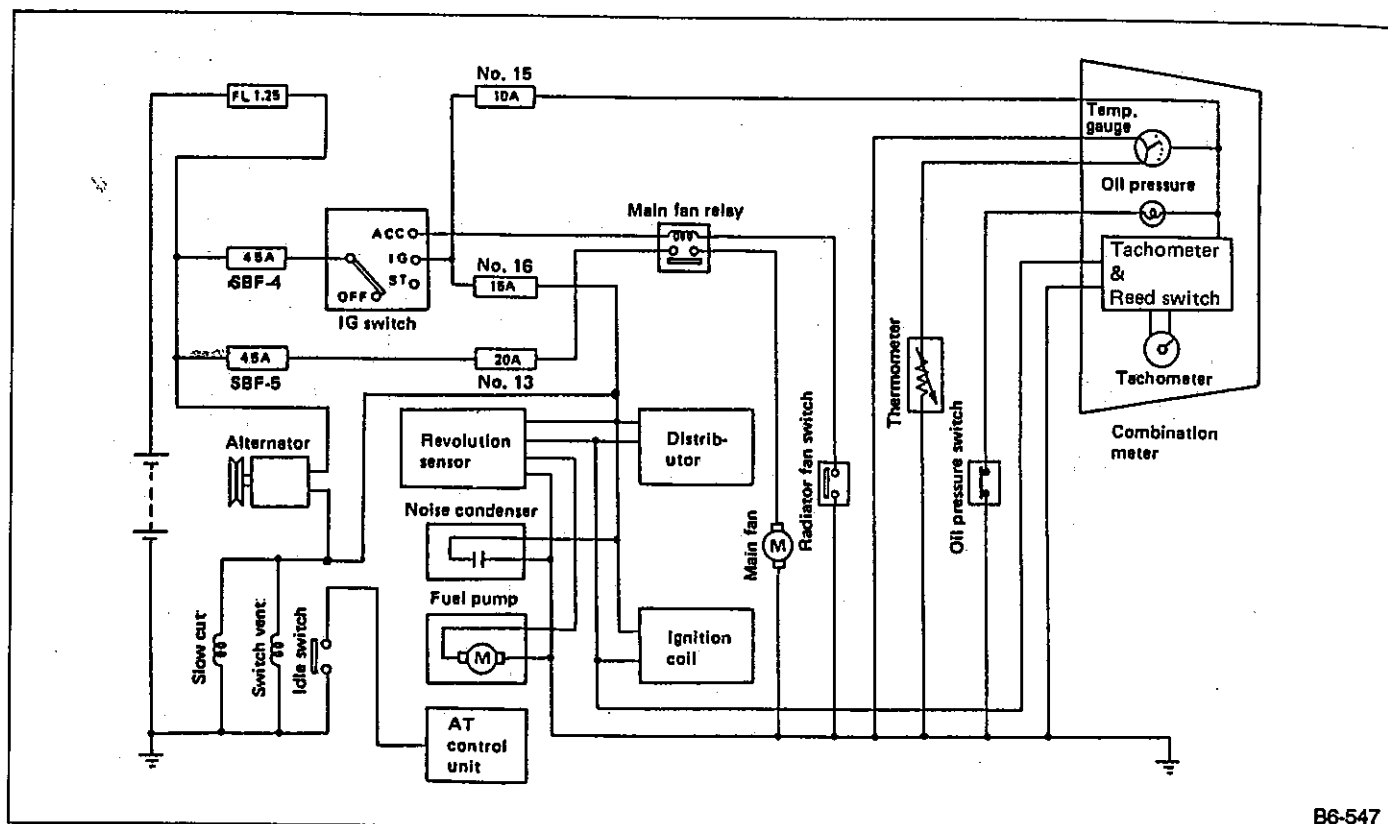 No. 15
FL 1.25
10A
Temp.
gauge
Oil pressure
Main fan relay
ACC
45A
IG
No. 16
Tachometer
&
Reed switch
SBF-4
ST
15A
OFF
IG switch
45A
20A
SBF-5
No. 13
Tachometer
Thermometer
Combination
meter
Alternator
Revolution
sensor
Distrib-
utor
Radiator fan switch
Oil pressure switch
Noise condenser
Main fan
M
Fuel pump
M
Ignition
coil
Slow cut
Switch vent
Idle switch
AT
control
unit
B6-547